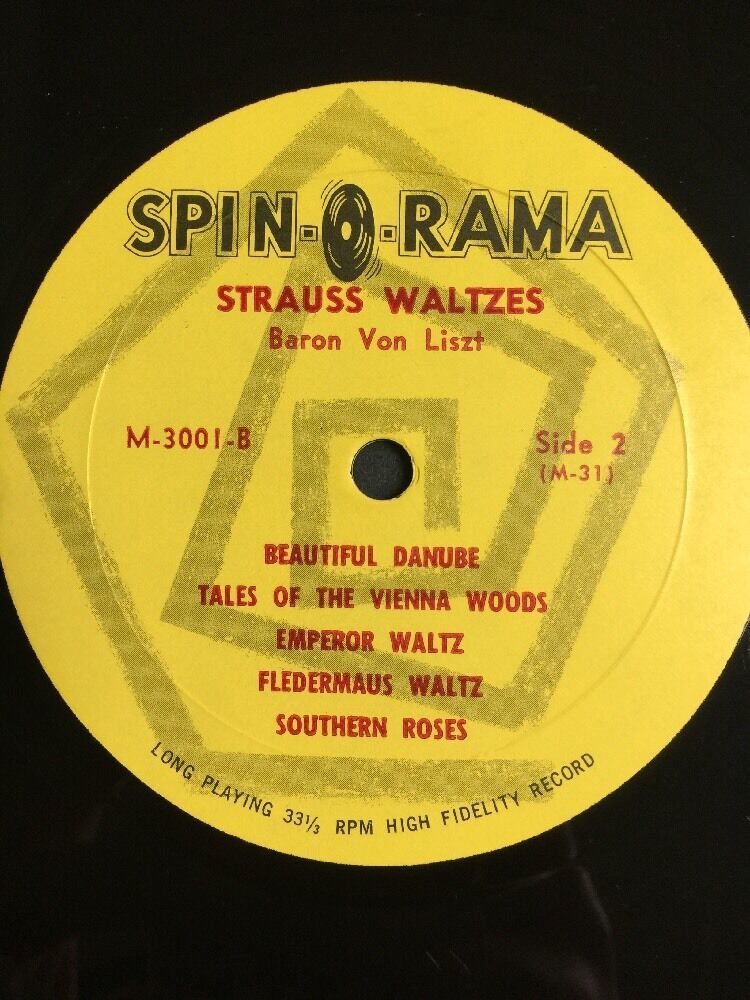 SPIN-O-RAMA
STRAUSS WALTZES
Baron Von Liszt
M-3001-B
Side 2
(M-31)
BEAUTIFUL DANUBE
TALES OF THE VIENNA WOODS
EMPEROR WALTZ
FLEDERMAUS WALTZ
SOUTHERN ROSES
LONG PLAYING 33⅓ RPM HIGH FIDELITY RECORD